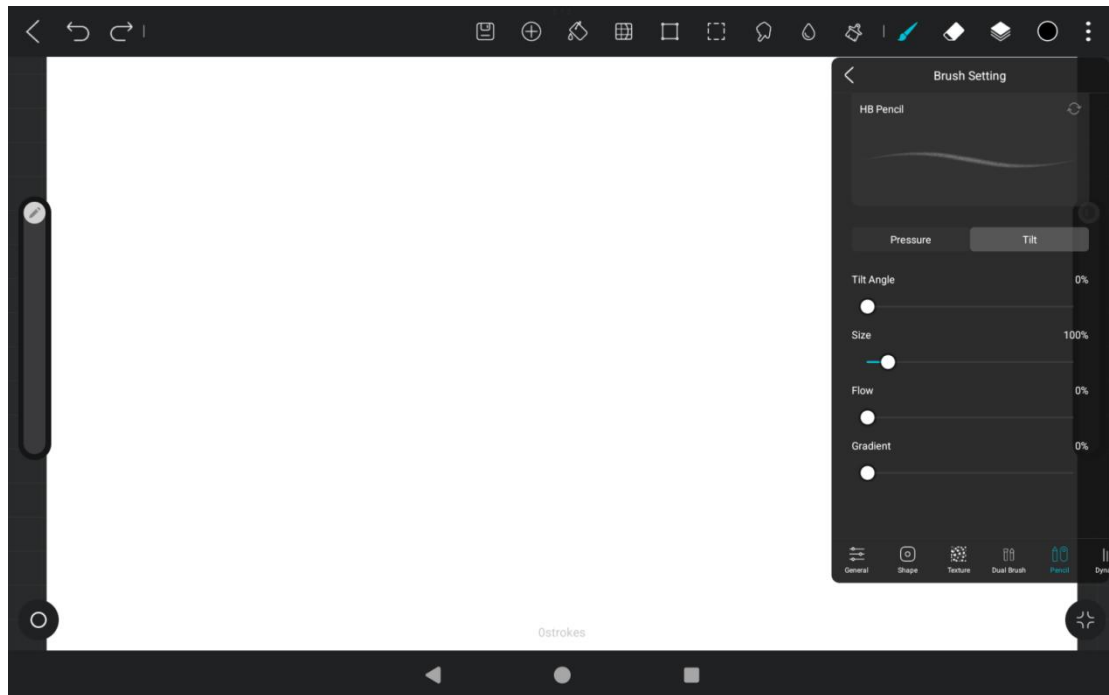 Brush Setting
HB Pencil
Pressure Tilt
Tilt Angle 0%
Size 100%
Flow 0%
Gradient 0%
General Shape Texture Dual Brush Pencil Dyna
0strokes